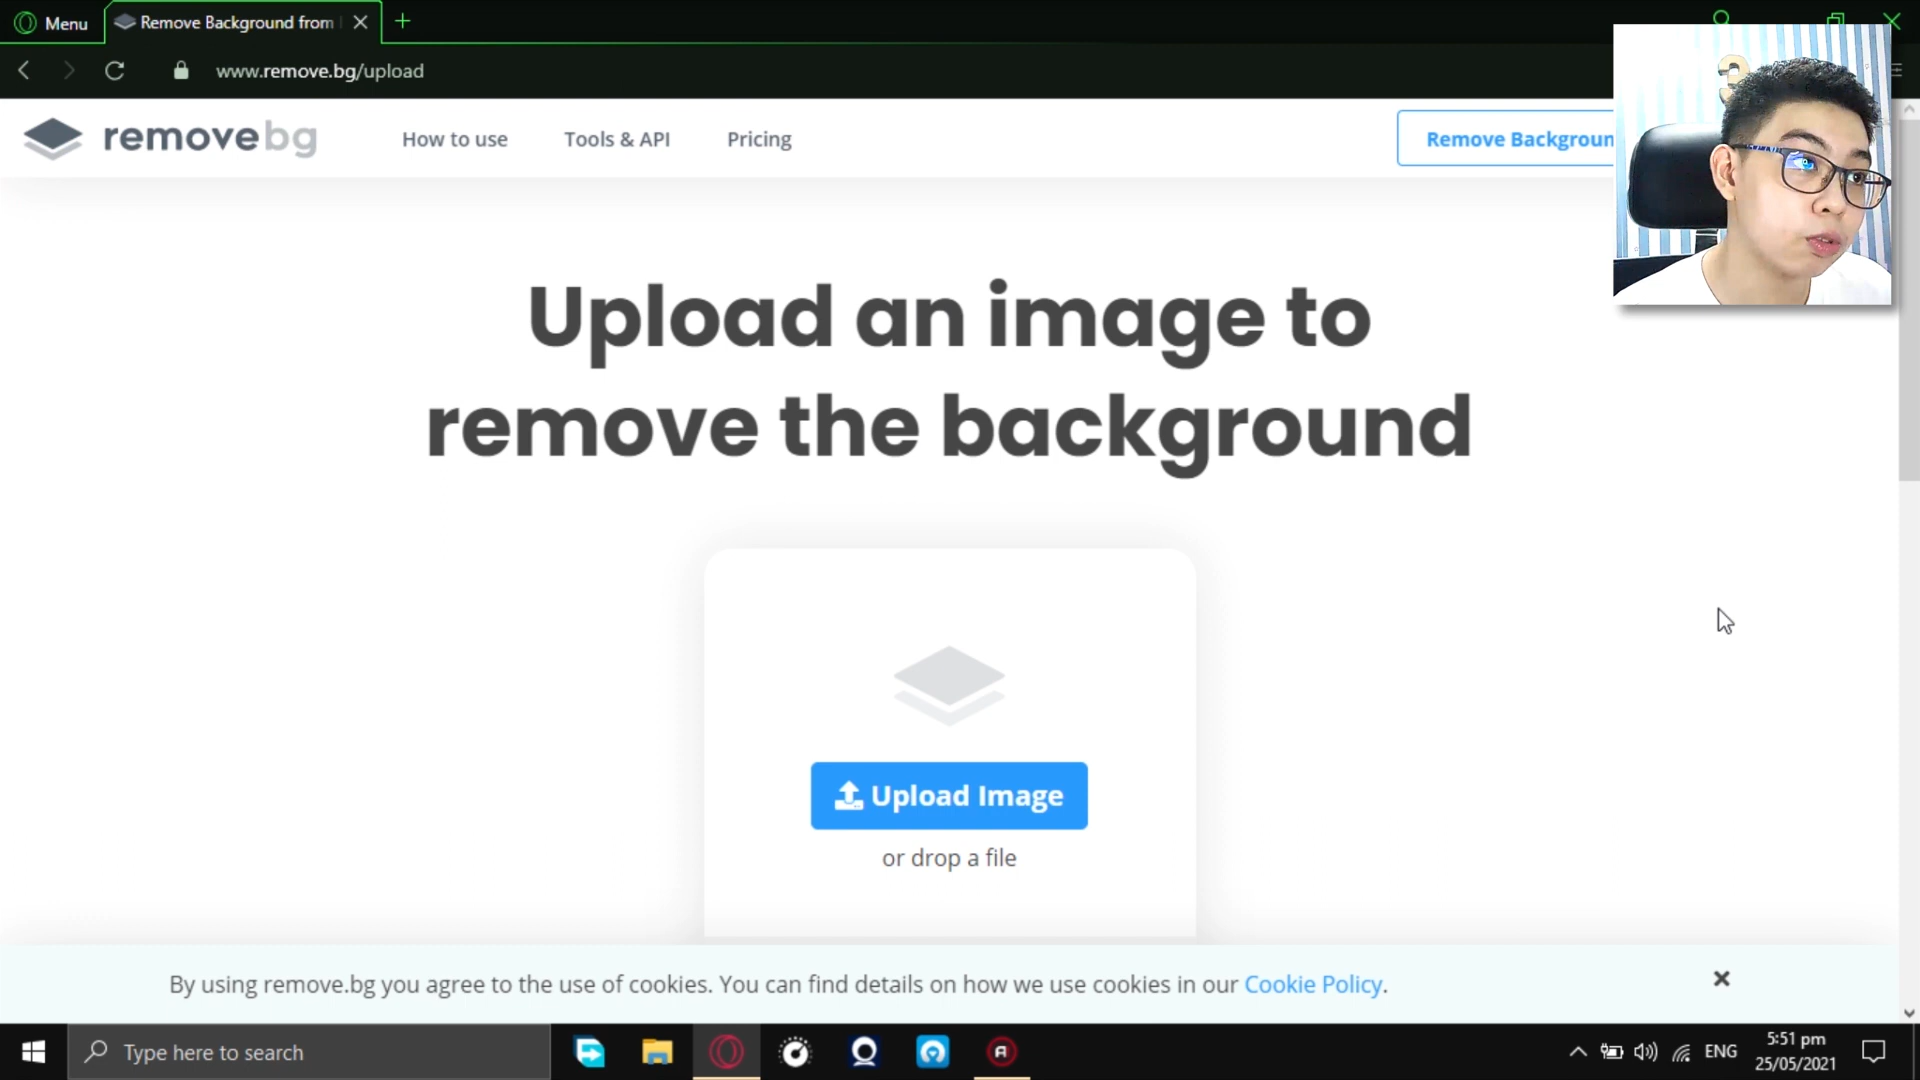 Menu
Remove Background from
www.remove.bg/upload
removebg
How to use
Tools & API
Pricing
Remove Backgroun
3
Upload an image to
remove the background
Upload Image
or drop a file
By using remove.bg you agree to the use of cookies. You can find details on how we use cookies in our Cookie Policy.
Type here to search
ENG
5:51 pm
25/05/2021